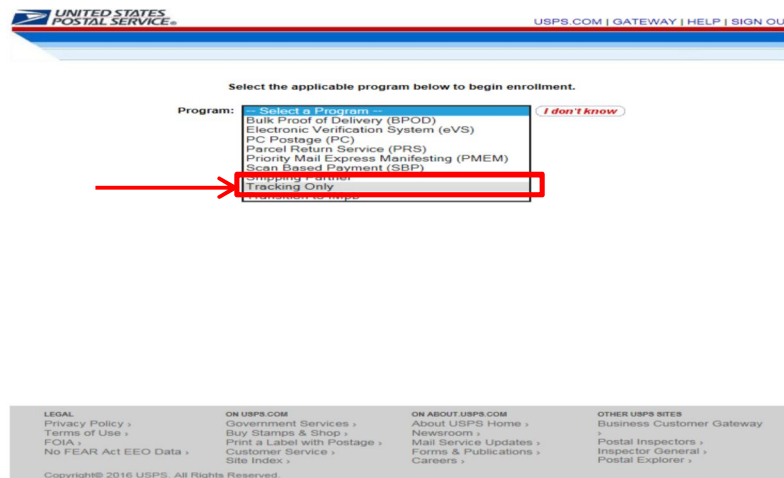 UNITED STATES
POSTAL SERVICE®
USPS.COM | GATEWAY | HELP | SIGN OU
Select the applicable program below to begin enrollment.
Program:
-- Select a Program --
I don't know
Bulk Proof of Delivery (BPOD)
Electronic Verification System (eVS)
PC Postage (PC)
Parcel Return Service (PRS)
Priority Mail Express Manifesting (PMEM)
Scan Based Payment (SBP)
Shipping Partner
Tracking Only
Transition to IMpb
LEGAL
Privacy Policy ›
Terms of Use ›
FOIA ›
No FEAR Act EEO Data ›
ON USPS.COM
Government Services ›
Buy Stamps & Shop ›
Print a Label with Postage ›
Customer Service ›
Site Index ›
ON ABOUT.USPS.COM
About USPS Home ›
Newsroom ›
Mail Service Updates ›
Forms & Publications ›
Careers ›
OTHER USPS SITES
Business Customer Gateway
›
Postal Inspectors ›
Inspector General ›
Postal Explorer ›
Copyright© 2016 USPS. All Rights Reserved.